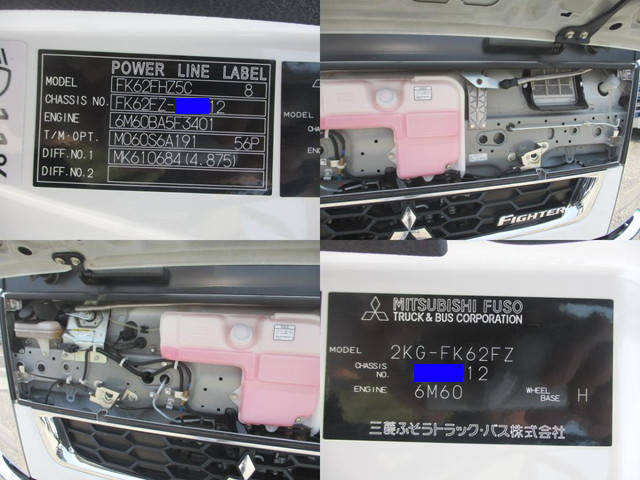 POWER LINE LABEL
MODEL FK62FHZ5C 8
CHASSIS NO. FK62FZ- 12
ENGINE 6M60BA5F3401
T/M·OPT. M060S6A191 56P
DIFF.NO.1 MK610684(4.875)
DIFF.NO.2
MODEL
ENG
FIGHTER
MITSUBISHI FUSO
TRUCK & BUS CORPORATION
MODEL 2KG-FK62FZ
CHASSIS NO. 12
ENGINE 6M60 WHEEL BASE H
三菱ふそうトラック・バス株式会社